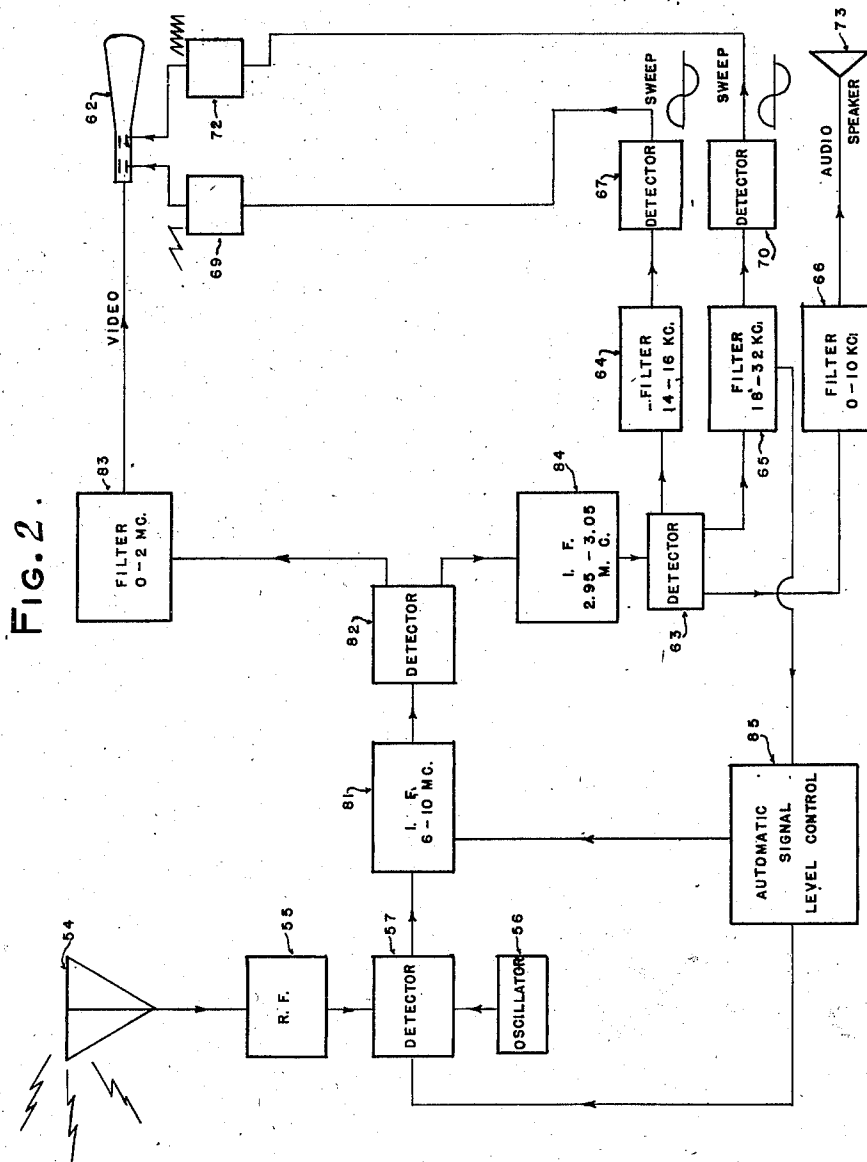 FIG. 2.
83
FILTER
0-2 MC.
VIDEO
62
72
69
54
55
R. F.
57
DETECTOR
56
OSCILLATOR
81
I. F.
6-10 MC.
82
DETECTOR
84
I. F.
2.95-3.05
M. C.
DETECTOR
63
64
FILTER
14-16 KC.
67
DETECTOR
SWEEP
FILTER
18-32 KC.
65
DETECTOR
70
SWEEP
66
FILTER
0-10 KC.
AUDIO
SPEAKER
73
85
AUTOMATIC
SIGNAL
LEVEL CONTROL